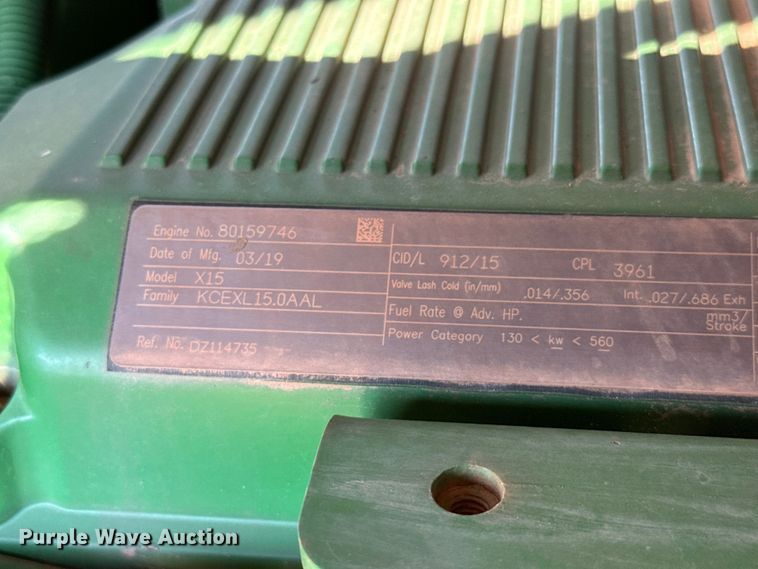 Engine No. 80159746
Date of Mfg. 03/19
Model X15
Family KCEXL15.0AAL
Ref. No. DZ114735
CID/L 912/15 CPL 3961
Valve Lash Cold (in/mm) .014/.356 Int. .027/.686 Exh
Fuel Rate @ Adv. HP. mm3/
Stroke
Power Category 130 < kw < 560
Purple Wave Auction